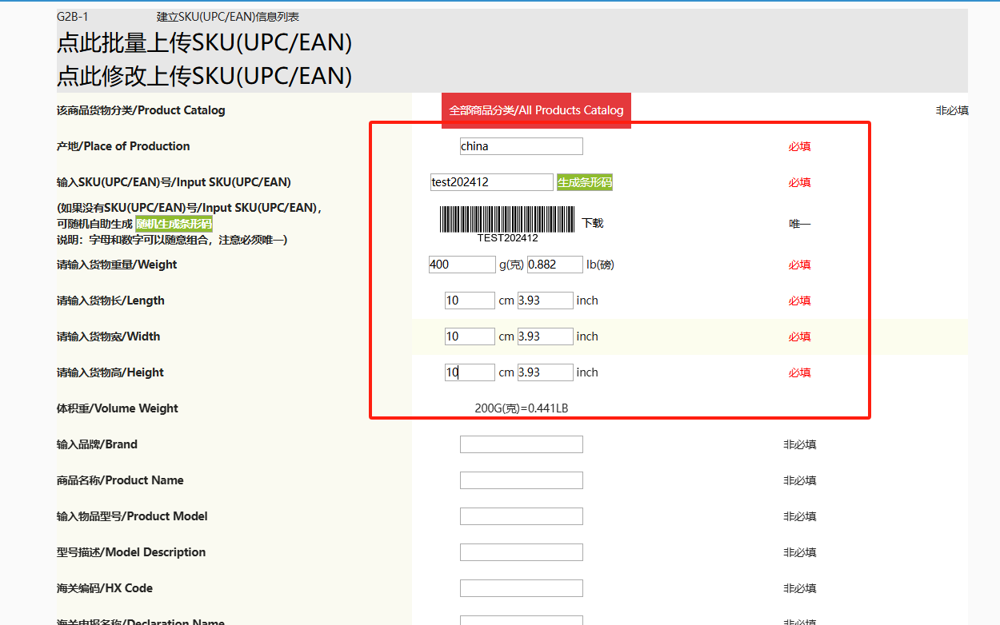 G2B-1 建立SKU(UPC/EAN)信息列表
点此批量上传SKU(UPC/EAN)
点此修改上传SKU(UPC/EAN)
该商品货物分类/Product Catalog 全部商品分类/All Products Catalog 非必填
产地/Place of Production china 必填
输入SKU(UPC/EAN)号/Input SKU(UPC/EAN) test202412 生成条形码 必填
(如果没有SKU(UPC/EAN)号/Input SKU(UPC/EAN),
可随机自助生成 随机生成条形码 下载 唯一
TEST202412
说明：字母和数字可以随意组合，注意必须唯一)
请输入货物重量/Weight 400 g(克) 0.882 lb(磅) 必填
请输入货物长/Length 10 cm 3.93 inch 必填
请输入货物宽/Width 10 cm 3.93 inch 必填
请输入货物高/Height 10 cm 3.93 inch 必填
体积重/Volume Weight 200G(克)=0.441LB
输入品牌/Brand 非必填
商品名称/Product Name 非必填
输入物品型号/Product Model 非必填
型号描述/Model Description 非必填
海关编码/HX Code 非必填
海关申报名称/Declaration Name 非必填